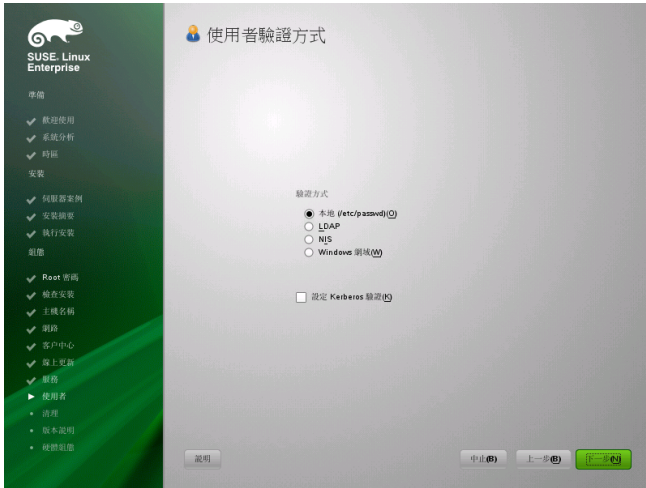 SUSE. Linux
Enterprise
準備
歡迎使用
系統分析
時區
安裝
伺服器案例
安裝摘要
執行安裝
組態
Root 密碼
檢查安裝
主機名稱
網路
客戶中心
線上更新
服務
使用者
清理
版本說明
硬體組態
使用者驗證方式
驗證方式
本地 (/etc/passwd)(O)
LDAP
NIS
Windows 網域(W)
設定 Kerberos 驗證(K)
說明
中止(B)
上一步(B)
下一步(N)